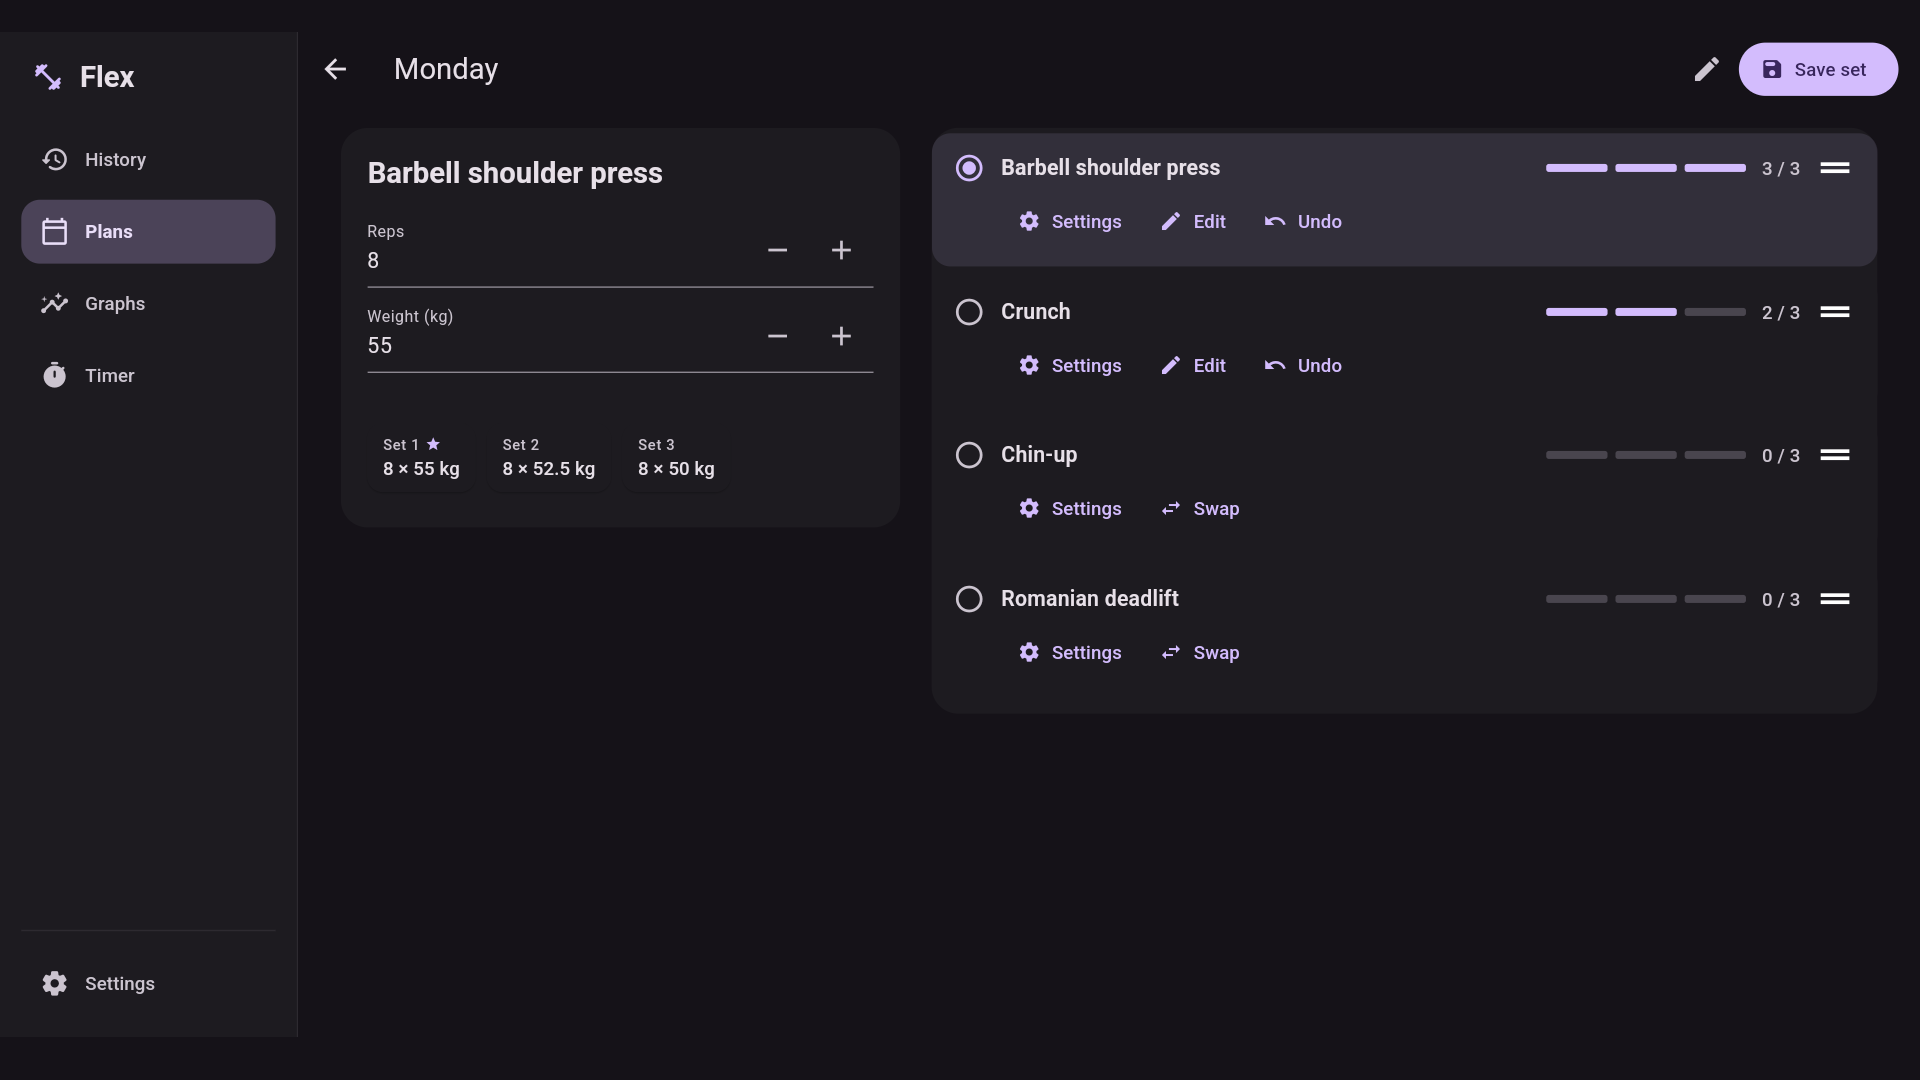 Flex
History
Plans
Graphs
Timer
Settings
Monday
Save set
Barbell shoulder press
Reps
8
Weight (kg)
55
Set 1
8 × 55 kg
Set 2
8 × 52.5 kg
Set 3
8 × 50 kg
Barbell shoulder press
3 / 3
Settings Edit Undo
Crunch
2 / 3
Settings Edit Undo
Chin-up
0 / 3
Settings Swap
Romanian deadlift
0 / 3
Settings Swap